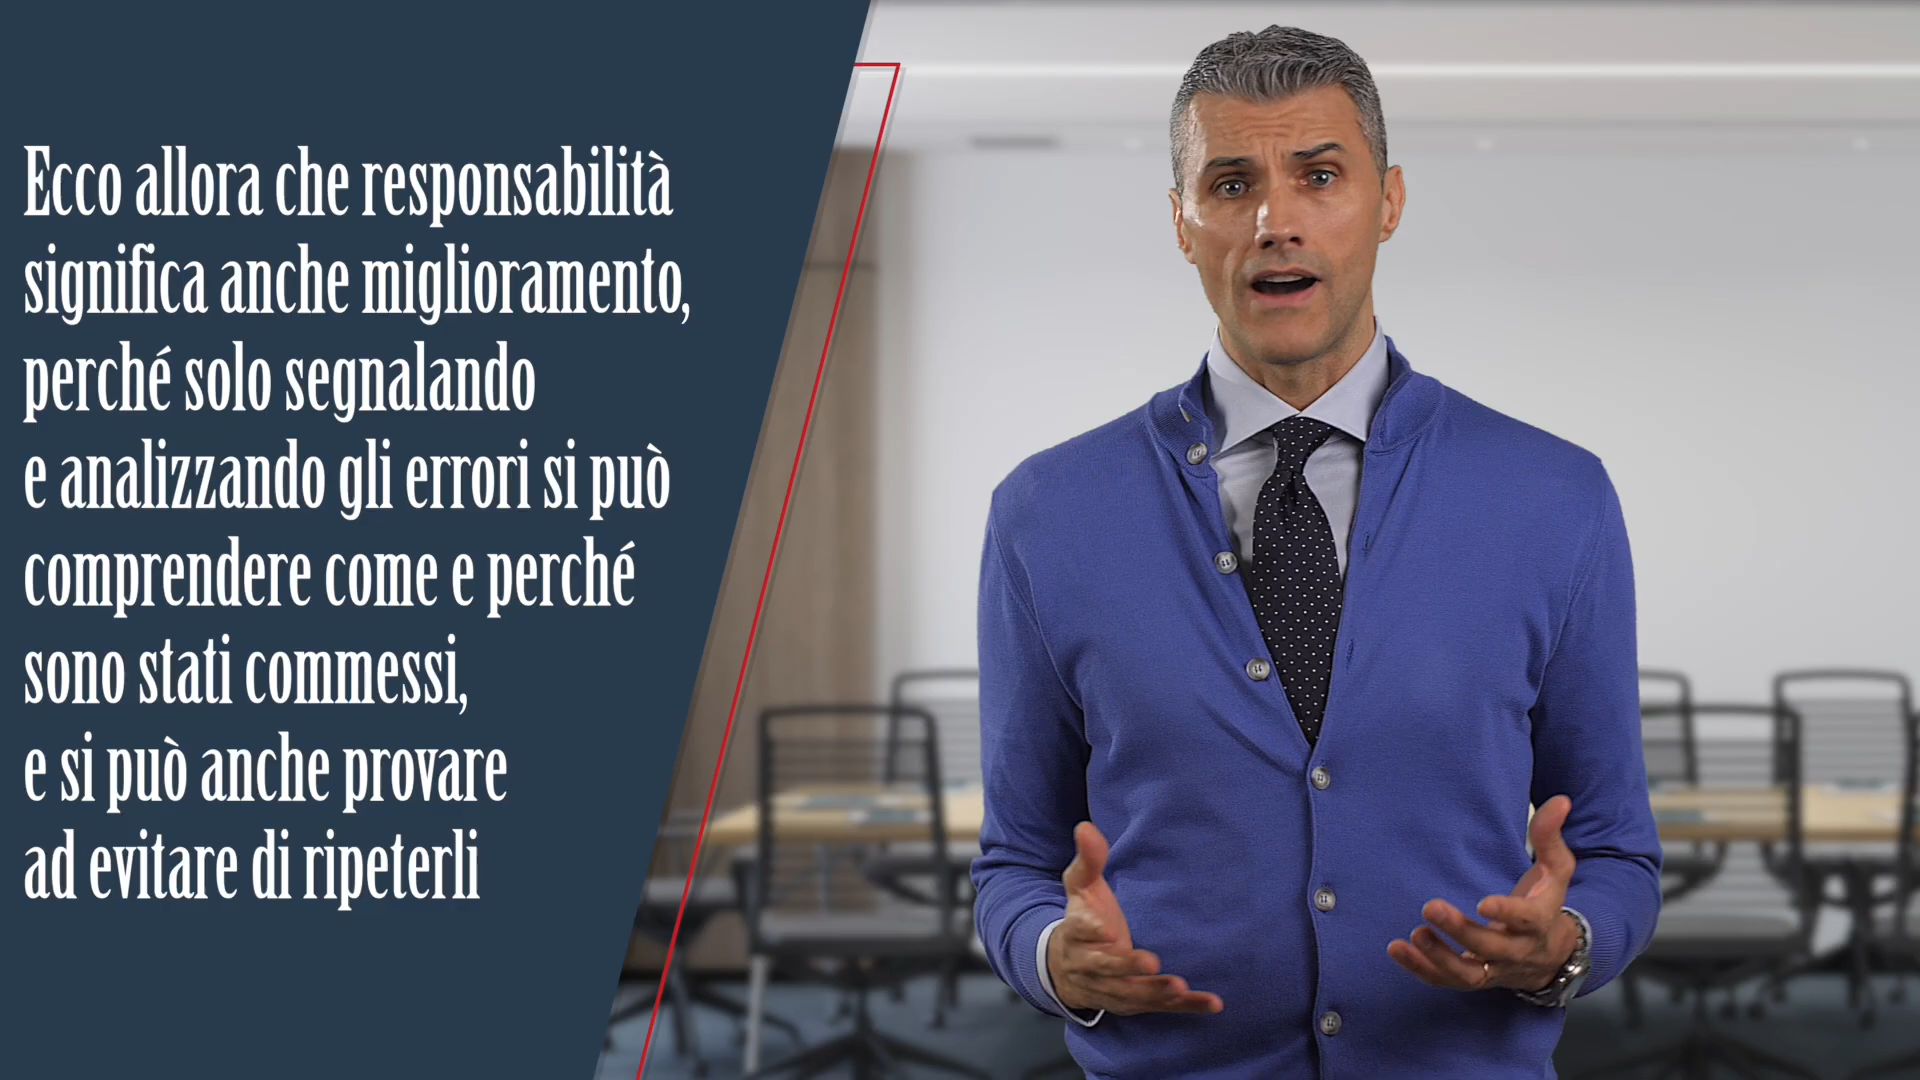 Ecco allora che responsabilità
significa anche miglioramento,
perché solo segnalando
e analizzando gli errori si può
comprendere come e perché
sono stati commessi,
e si può anche provare
ad evitare di ripeterli